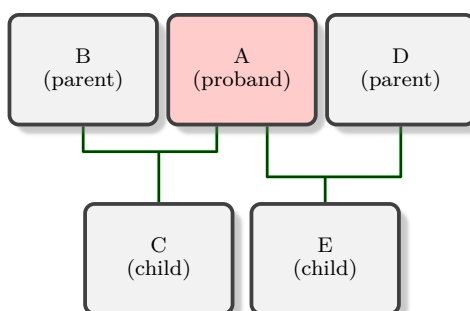 B
(parent)
A
(proband)
D
(parent)
C
(child)
E
(child)